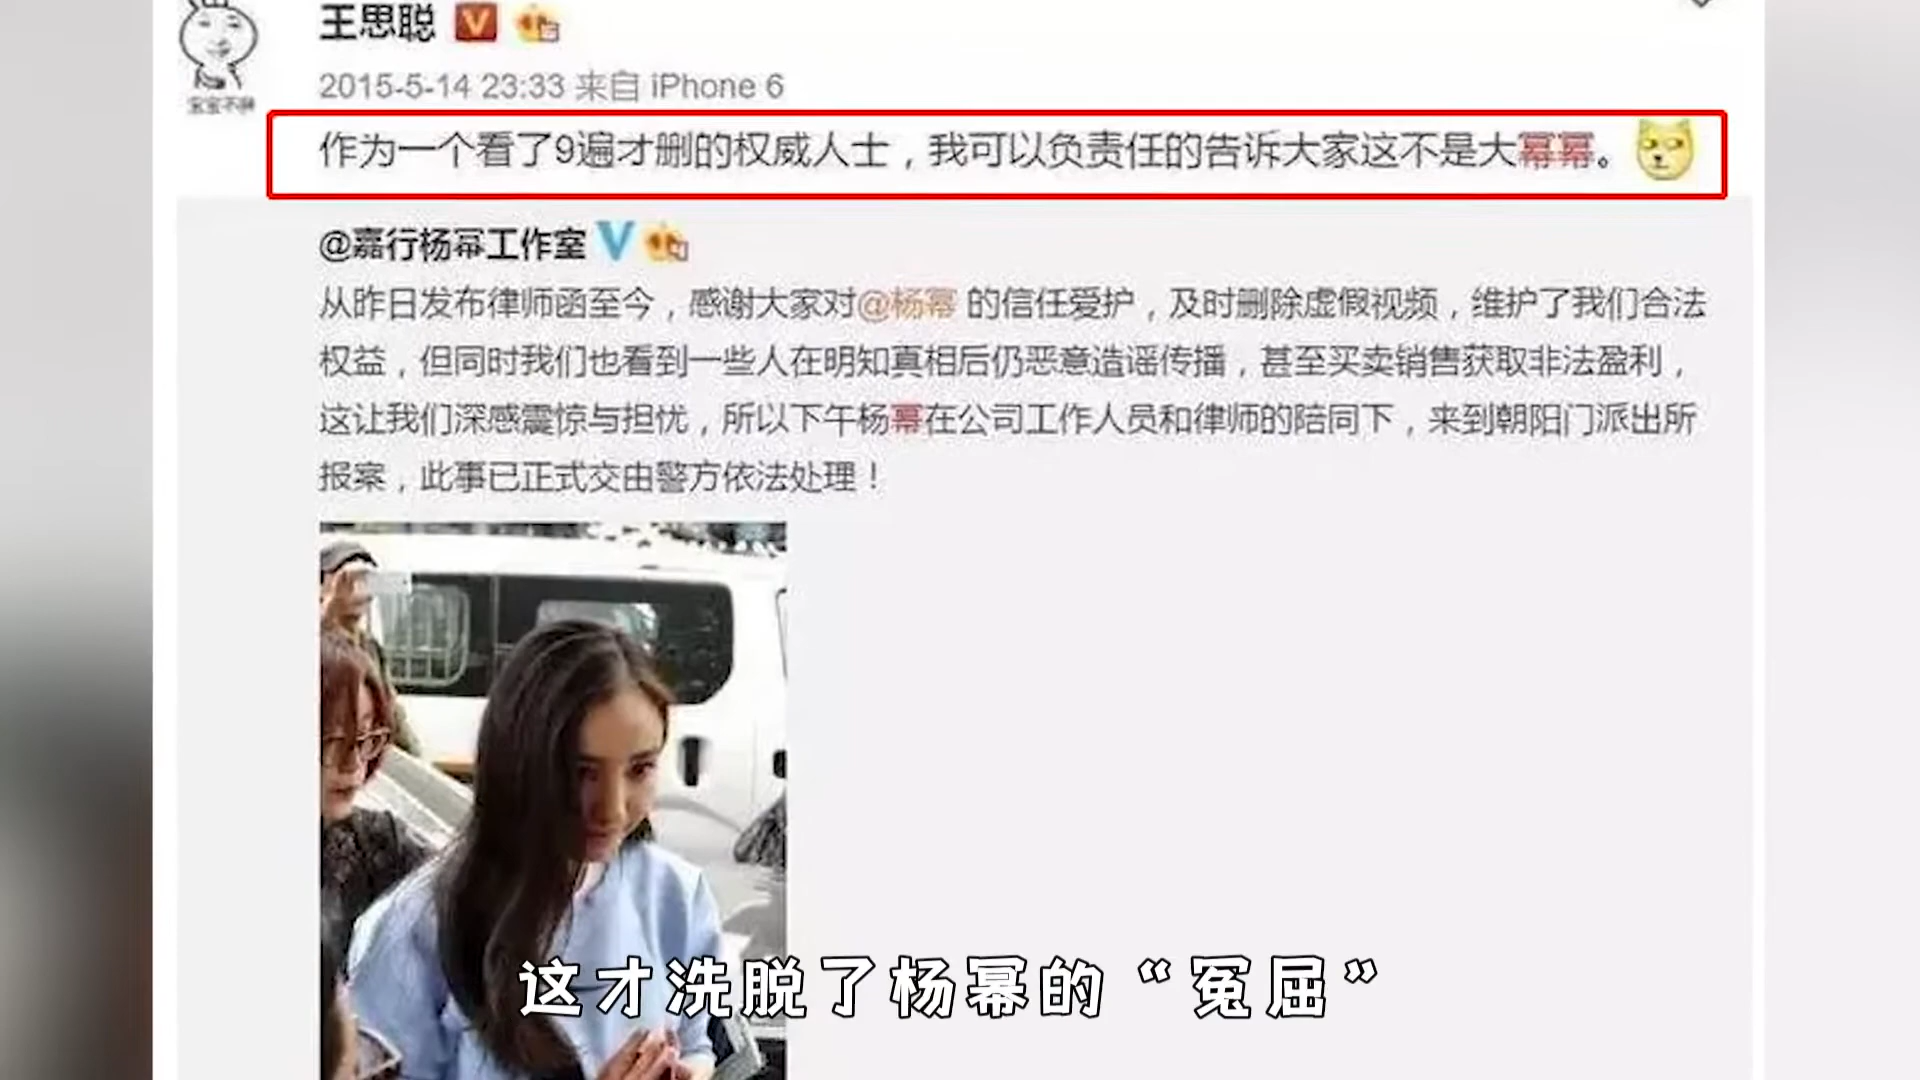 王思聪
2015-5-14 23:33 来自 iPhone 6
宝宝不醉
作为一个看了9遍才删的权威人士，我可以负责任的告诉大家这不是大幂幂。
@嘉行杨幂工作室
从昨日发布律师函至今，感谢大家对@杨幂 的信任爱护，及时删除虚假视频，维护了我们合法
权益，但同时我们也看到一些人在明知真相后仍恶意造谣传播，甚至买卖销售获取非法盈利，
这让我们深感震惊与担忧，所以下午杨幂在公司工作人员和律师的陪同下，来到朝阳门派出所
报案，此事已正式交由警方依法处理！
这才洗脱了杨幂的“冤屈”